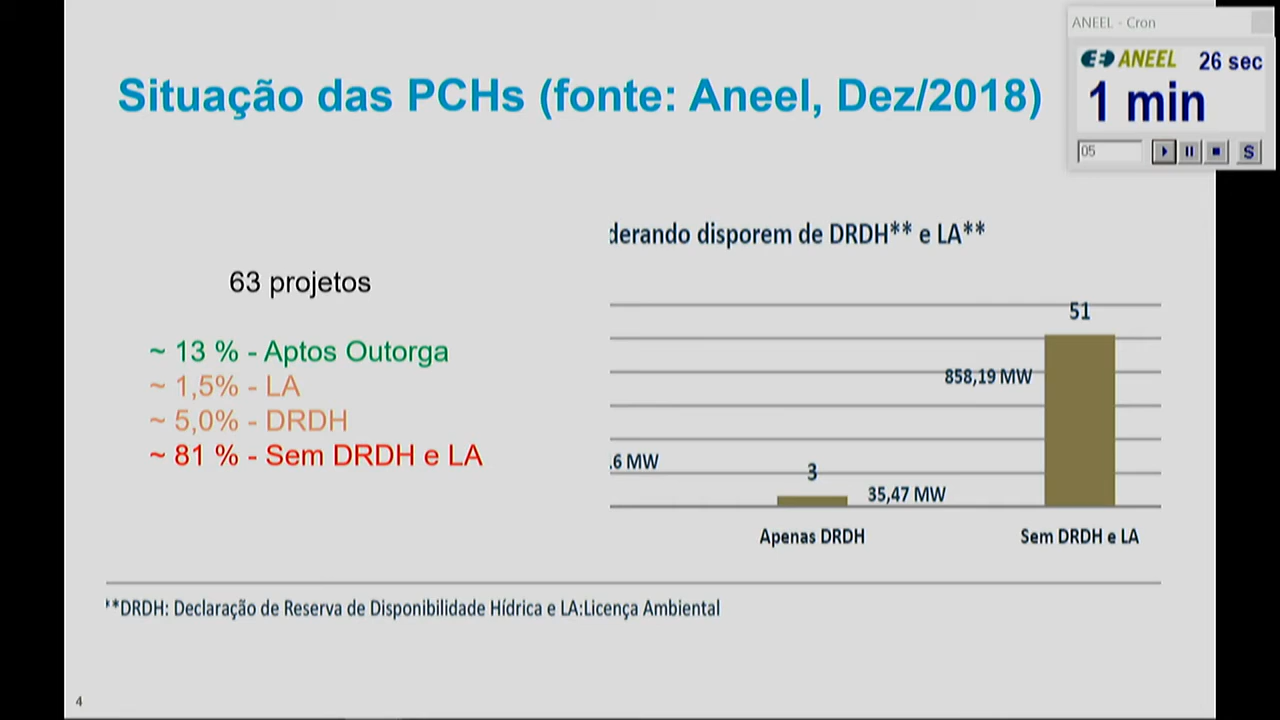 ANEEL - Cron
ANEEL 26 sec
1 min
05
S
Situação das PCHs (fonte: Aneel, Dez/2018)
derando disporem de DRDH** e LA**
63 projetos
~ 13 % - Aptos Outorga
~ 1,5% - LA
~ 5,0% - DRDH
~ 81 % - Sem DRDH e LA
51
858,19 MW
.6 MW
3
35,47 MW
Apenas DRDH
Sem DRDH e LA
**DRDH: Declaração de Reserva de Disponibilidade Hídrica e LA:Licença Ambiental
4